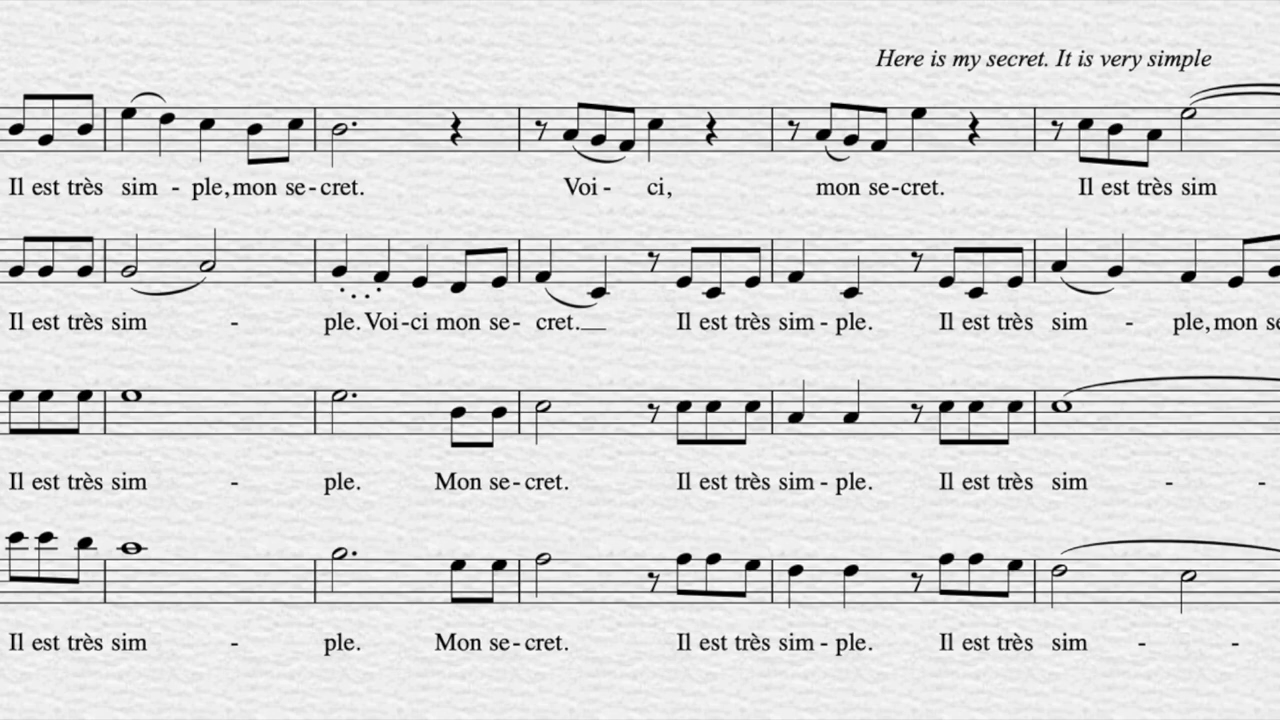 Here is my secret. It is very simple
Il est très sim - ple, mon se - cret. Voi - ci, mon se - cret. Il est très sim
Il est très sim - ple. Voi - ci mon se - cret. Il est très sim - ple. Il est très sim - ple, mon se
Il est très sim - ple. Mon se - cret. Il est très sim - ple. Il est très sim - -
Il est très sim - ple. Mon se - cret. Il est très sim - ple. Il est très sim - -